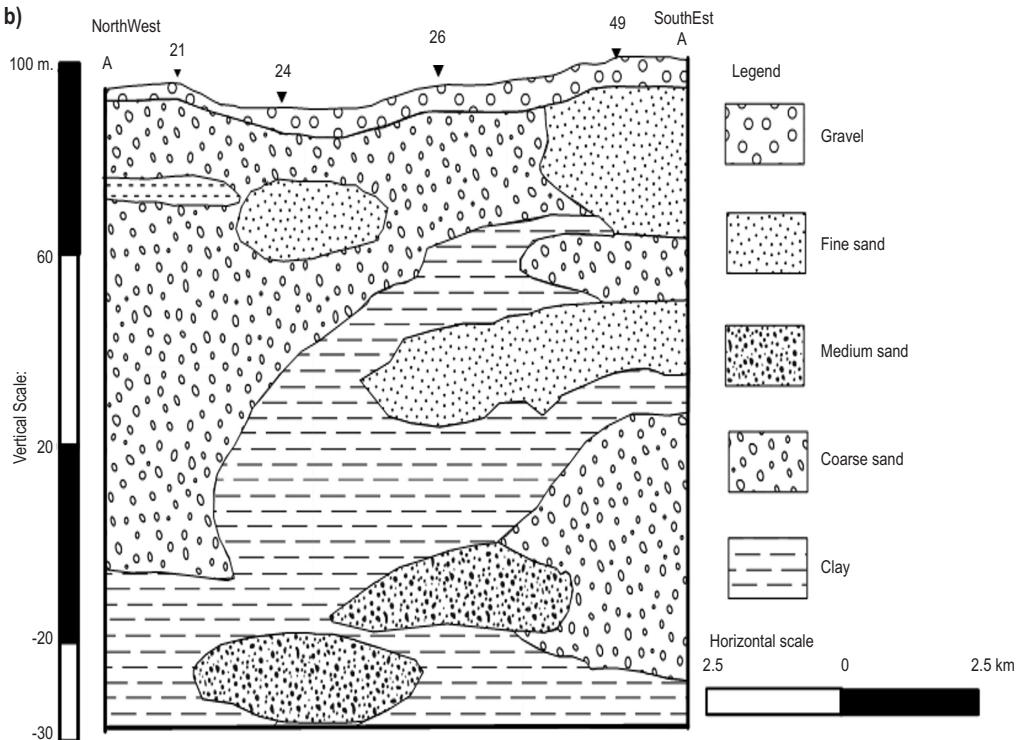 b)
NorthWest
SouthEst
A
21
24
26
49
A
100 m.
60
20
-20
-30
Vertical Scale:
Legend
Gravel
Fine sand
Medium sand
Coarse sand
Clay
Horizontal scale
2.5 0 2.5 km